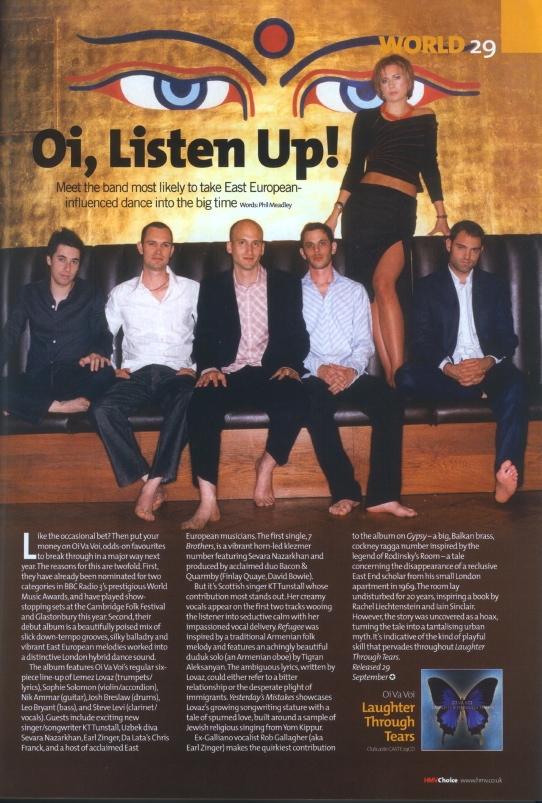 WORLD 29
Oi, Listen Up!
Meet the band most likely to take East European-
influenced dance into the big time Words: Phil Meadley
Like the occasional bet? Then put your
money on Oi Va Voi, odds-on favourites
to break through in a major way next
year. The reasons for this are twofold. First,
they have already been nominated for two
categories in BBC Radio 3's prestigious World
Music Awards, and have played show-
stopping sets at the Cambridge Folk Festival
and Glastonbury this year. Second, their
debut album is a beautifully poised mix of
slick down-tempo grooves, silky balladry and
vibrant East European melodies worked into
a distinctive London hybrid dance sound.
The album features Oi Va Voi's regular six-
piece line-up of Lemez Lovaz (trumpets/
lyrics), Sophie Solomon (violin/accordion),
Nik Ammar (guitar), Josh Breslaw (drums),
Leo Bryant (bass), and Steve Levi (clarinet/
vocals). Guests include exciting new
singer/songwriter KT Tunstall, Uzbek diva
Sevara Nazarkhan, Earl Zinger, Da Lata's Chris
Franck, and a host of acclaimed East
European musicians. The first single, 7
Brothers, is a vibrant horn-led klezmer
number featuring Sevara Nazarkhan and
produced by acclaimed duo Bacon &
Quarmby (Finlay Quaye, David Bowie).
But it's Scottish singer KT Tunstall whose
contribution most stands out. Her creamy
vocals appear on the first two tracks wooing
the listener into seductive calm with her
impassioned vocal delivery. Refugee was
inspired by a traditional Armenian folk
melody and features an achingly beautiful
duduk solo (an Armenian oboe) by Tigran
Aleksanyan. The ambiguous lyrics, written by
Lovaz, could either refer to a bitter
relationship or the desperate plight of
immigrants. Yesterday's Mistakes showcases
Lovaz's growing songwriting stature with a
tale of spurned love, built around a sample of
Jewish religious singing from Yom Kippur.
Ex-Galliano vocalist Rob Gallagher (aka
Earl Zinger) makes the quirkiest contribution
to the album on Gypsy – a big, Balkan brass,
cockney ragga number inspired by the
legend of Rodinsky's Room – a tale
concerning the disappearance of a reclusive
East End scholar from his small London
apartment in 1969. The room lay
undisturbed for 20 years, inspiring a book by
Rachel Liechtenstein and Iain Sinclair.
However, the story was uncovered as a hoax,
turning the tale into a tantalising urban
myth. It's indicative of the kind of playful
skill that pervades throughout Laughter
Through Tears.
Released 29
September
Oi Va Voi
Laughter
Through
Tears
HMVChoice www.hmv.co.uk